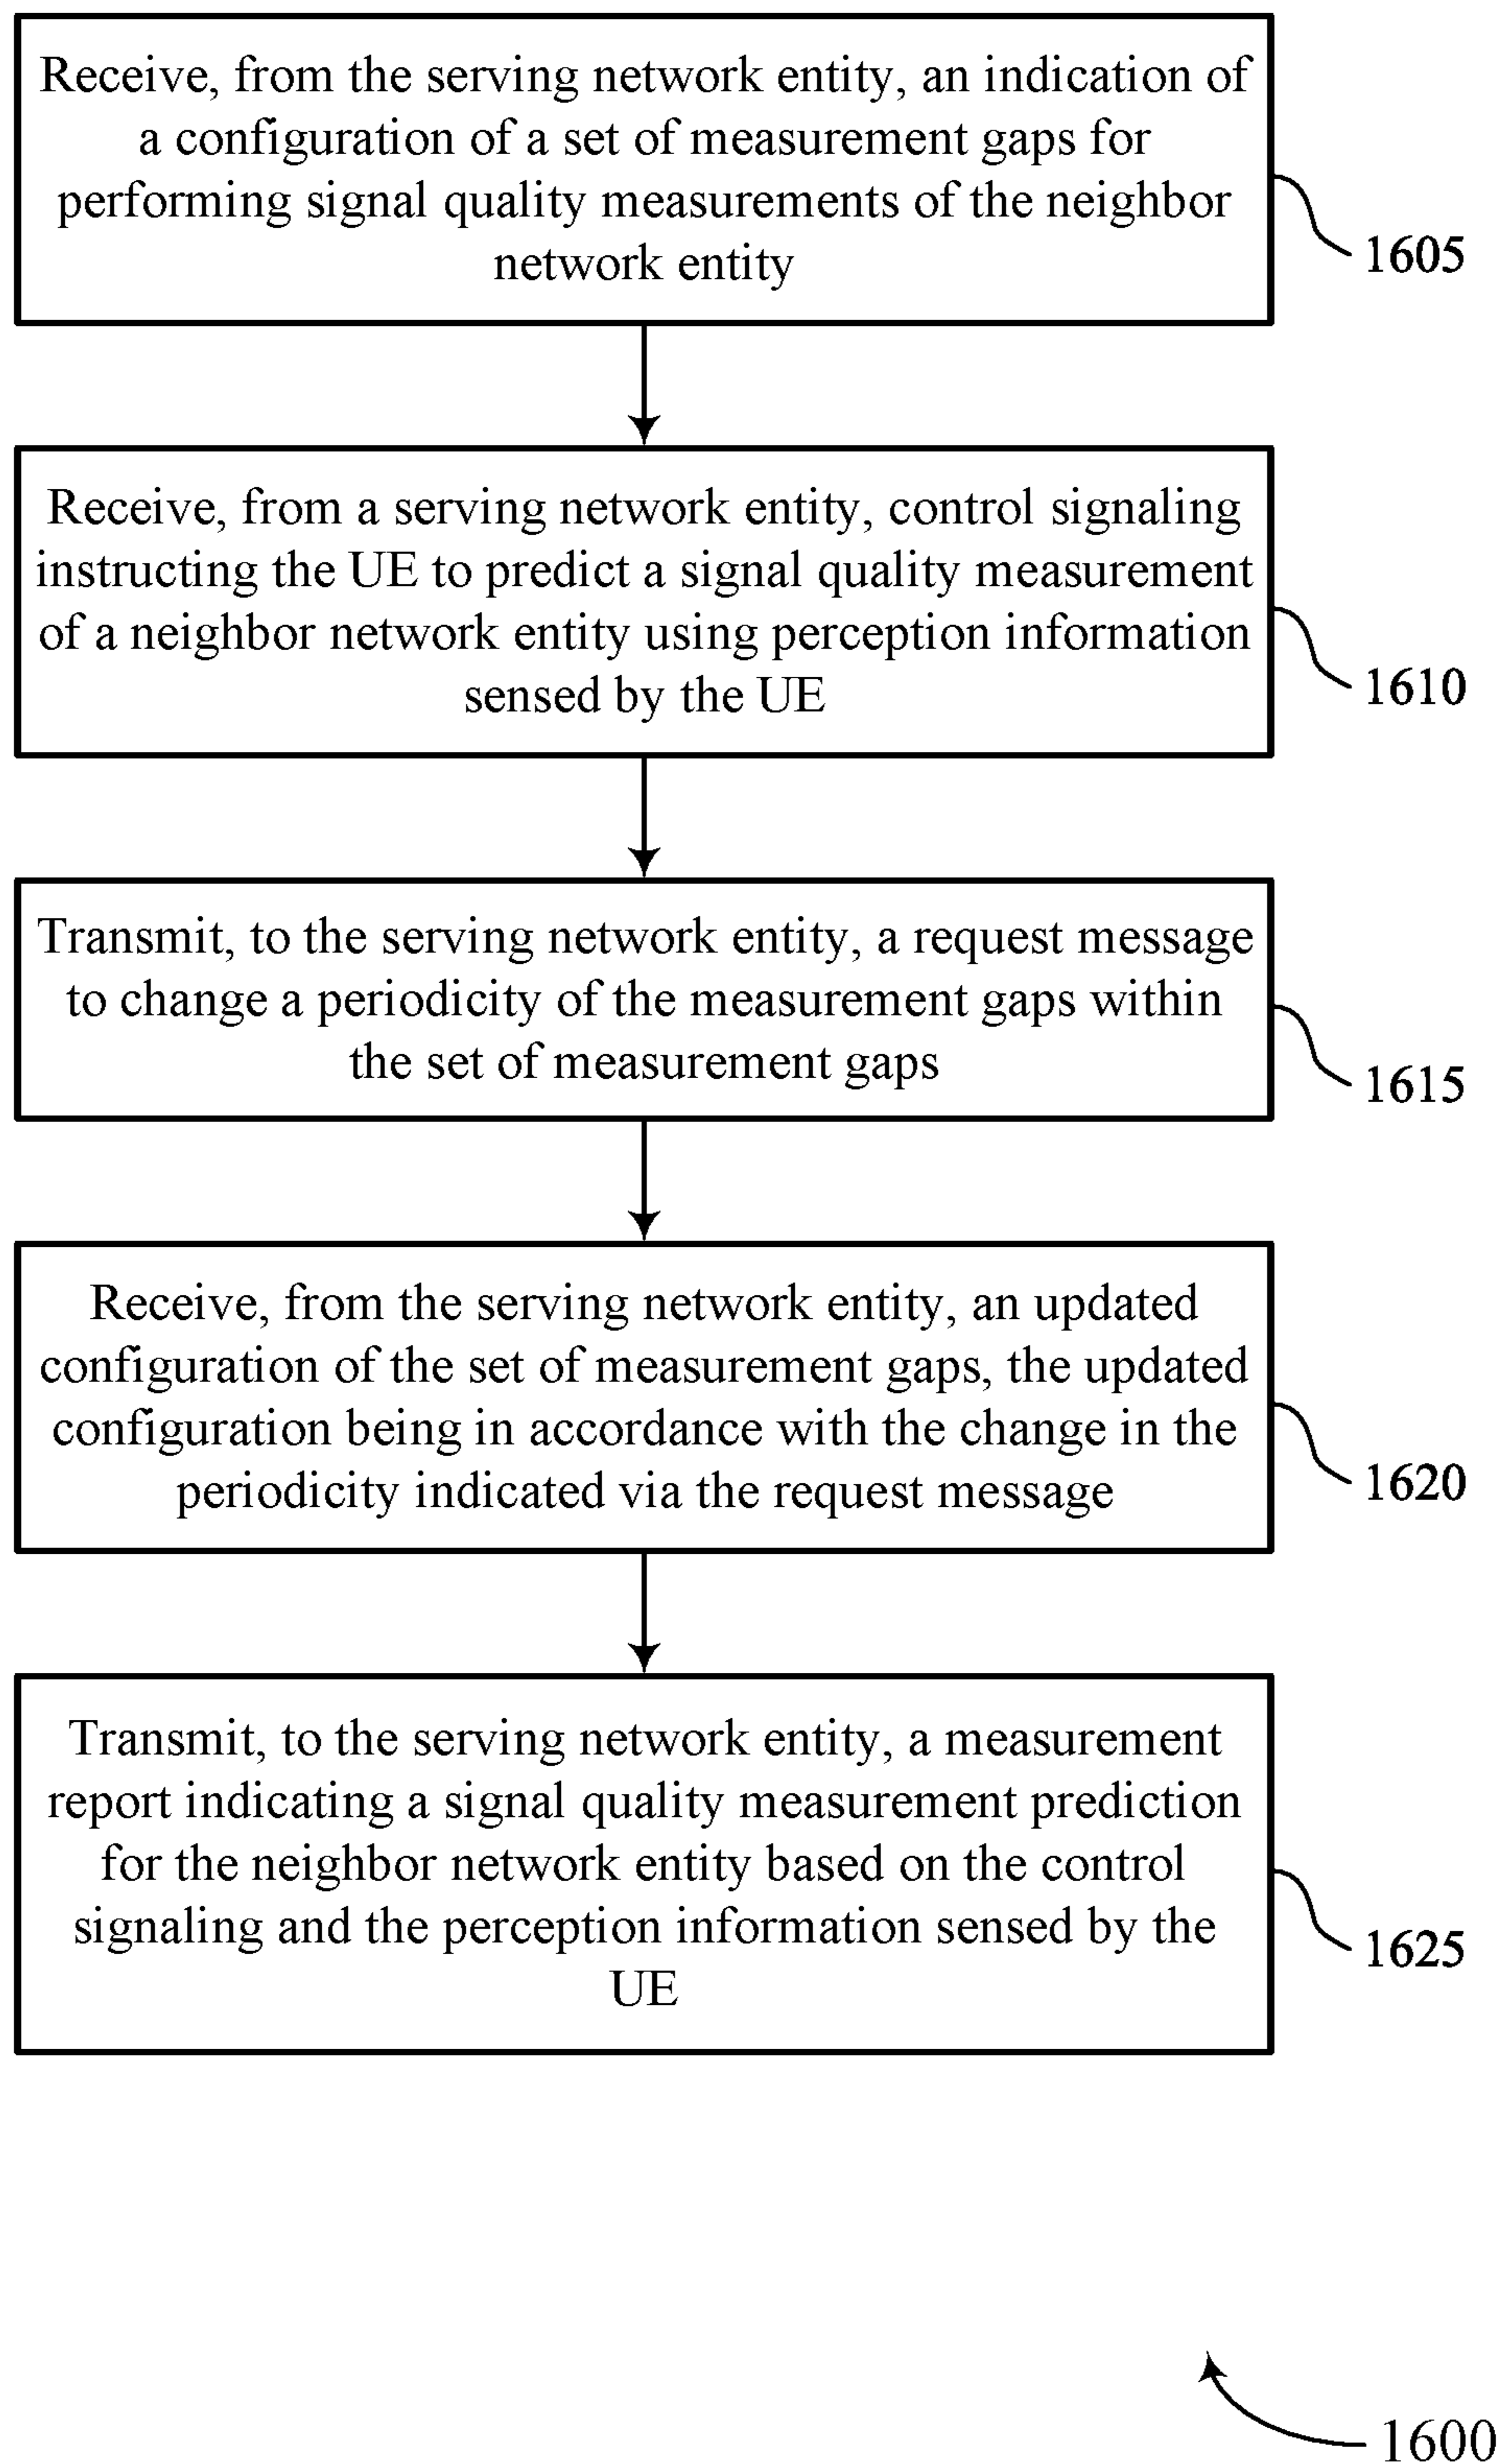 Receive, from the serving network entity, an indication of
a configuration of a set of measurement gaps for
performing signal quality measurements of the neighbor
network entity
1605
Receive, from a serving network entity, control signaling
instructing the UE to predict a signal quality measurement
of a neighbor network entity using perception information
sensed by the UE
1610
Transmit, to the serving network entity, a request message
to change a periodicity of the measurement gaps within
the set of measurement gaps
1615
Receive, from the serving network entity, an updated
configuration of the set of measurement gaps, the updated
configuration being in accordance with the change in the
periodicity indicated via the request message
1620
Transmit, to the serving network entity, a measurement
report indicating a signal quality measurement prediction
for the neighbor network entity based on the control
signaling and the perception information sensed by the
UE
1625
1600